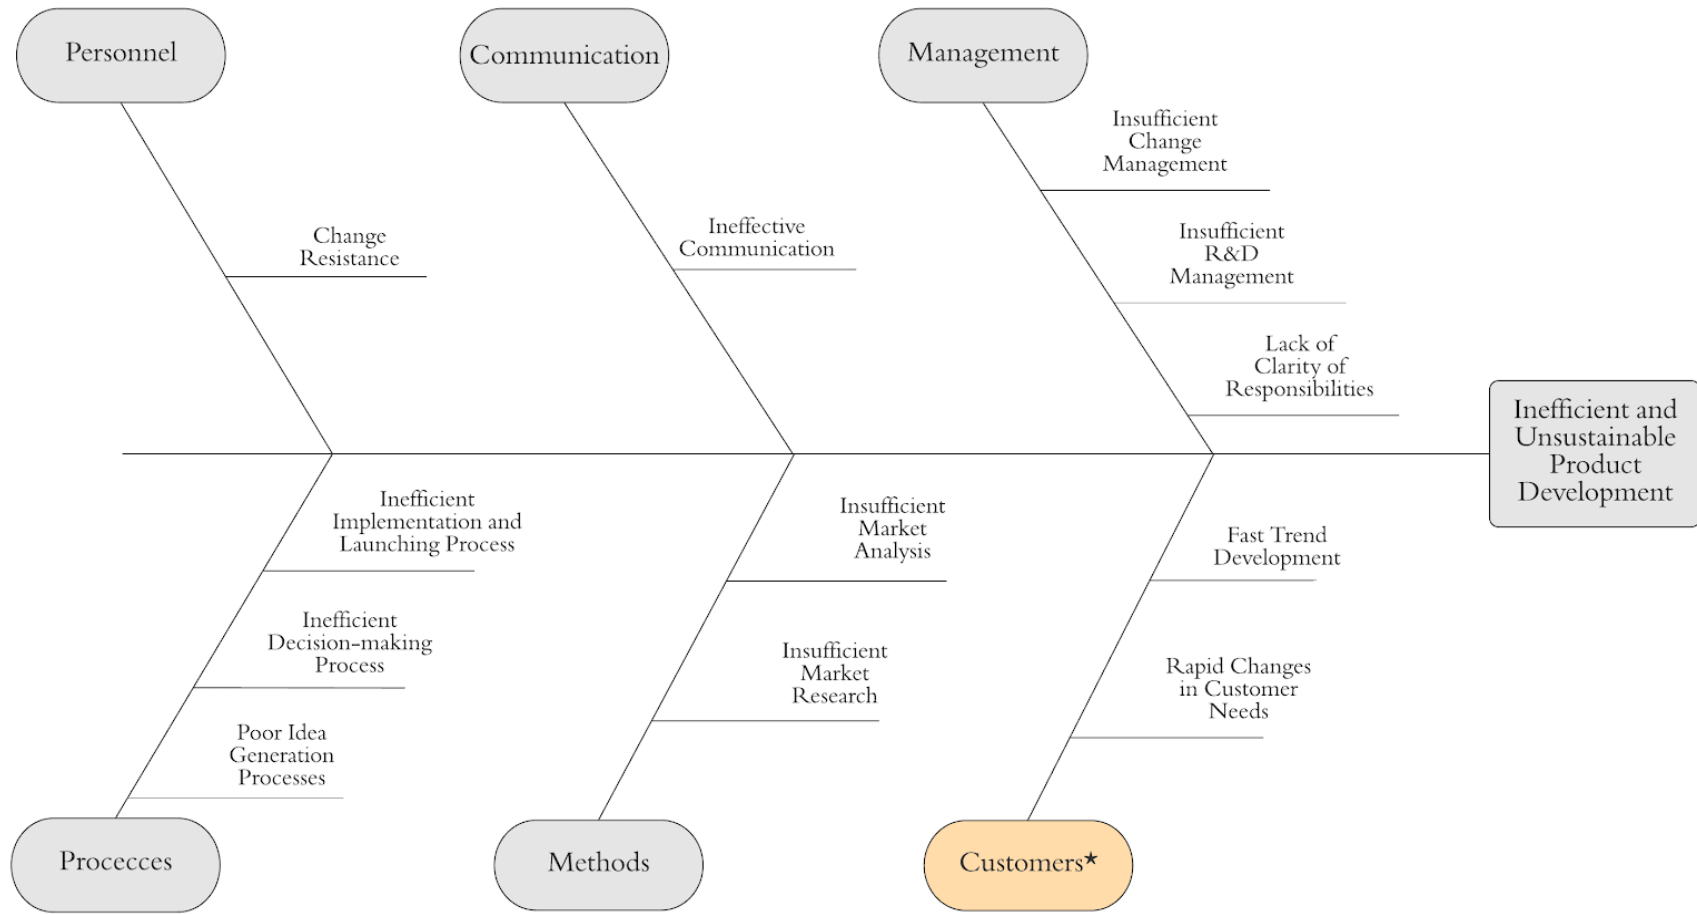 Personnel
Communication
Management
Insufficient
Change
Management
Change
Resistance
Ineffective
Communication
Insufficient
R&D
Management
Lack of
Clarity of
Responsibilities
Inefficient and
Unsustainable
Product
Development
Inefficient
Implementation and
Launching Process
Inefficient
Decision-making
Process
Poor Idea
Generation
Processes
Insufficient
Market
Analysis
Insufficient
Market
Research
Fast Trend
Development
Rapid Changes
in Customer
Needs
Prococces
Methods
Customers★